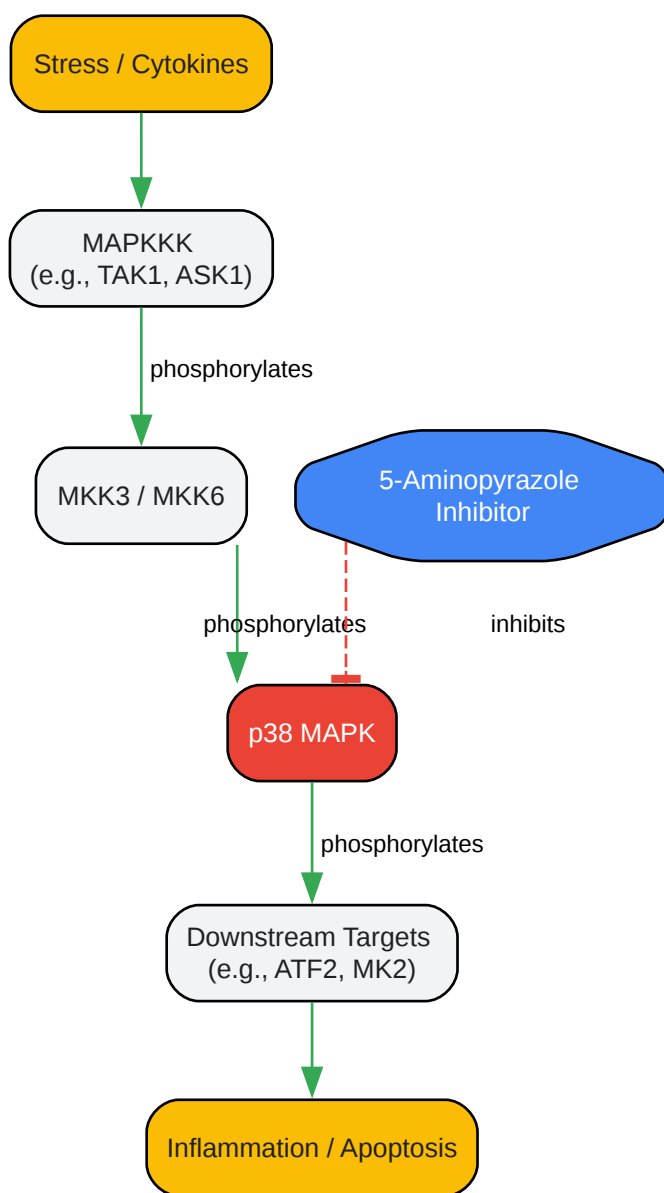 Stress / Cytokines
MAPKKK
(e.g., TAK1, ASK1)
phosphorylates
MKK3 / MKK6
5-Aminopyrazole
Inhibitor
phosphorylates
inhibits
p38 MAPK
phosphorylates
Downstream Targets
(e.g., ATF2, MK2)
Inflammation / Apoptosis